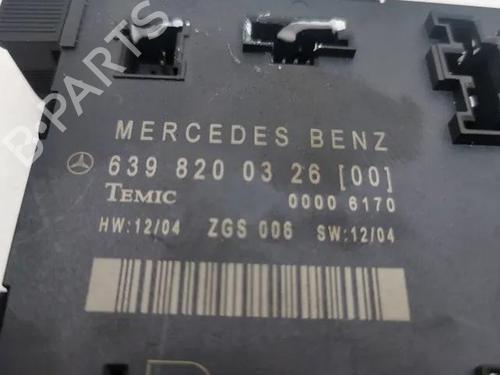 B-PARTS
MERCEDES BENZ
639 820 03 26 [00]
TEMIC 0000 6170
HW:12/04 ZGS 006 SW:12/04